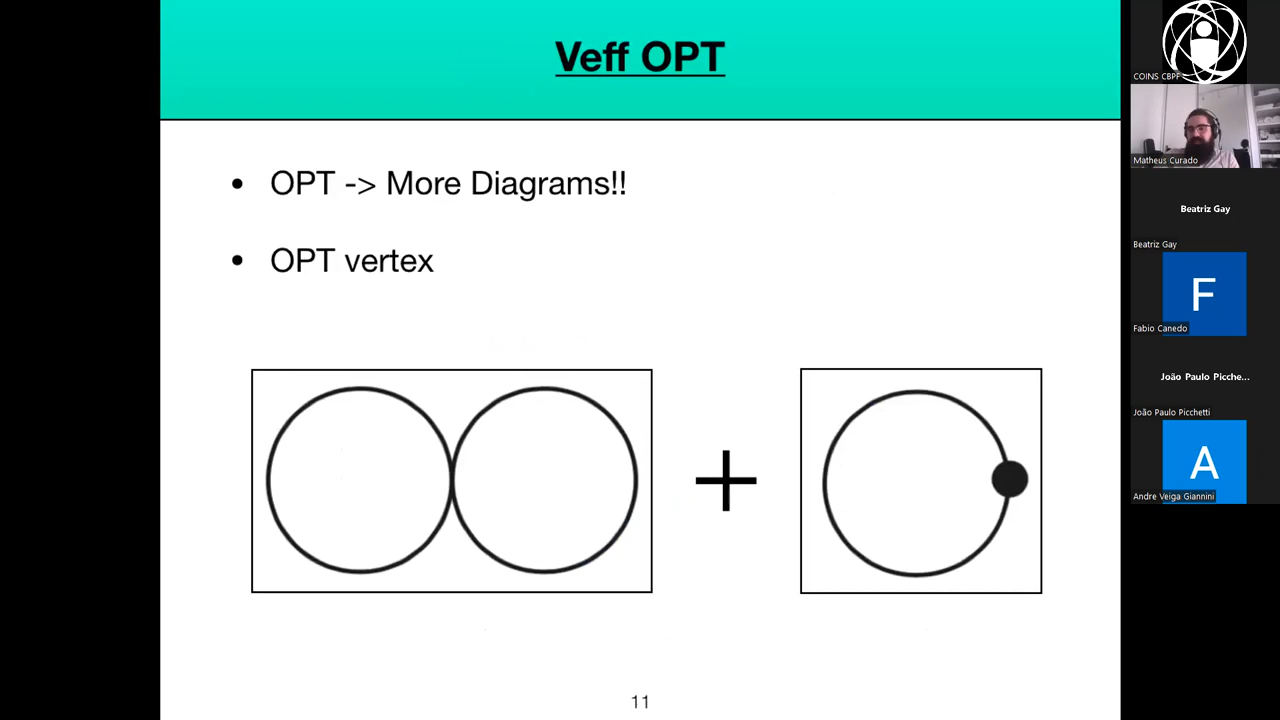 Veff OPT
OPT -> More Diagrams!!
OPT vertex
11
COINS CBPF
Matheus Curado
Beatriz Gay
Beatriz Gay
F
Fabio Canedo
João Paulo Picche...
João Paulo Picchetti
A
Andre Veiga Giannini